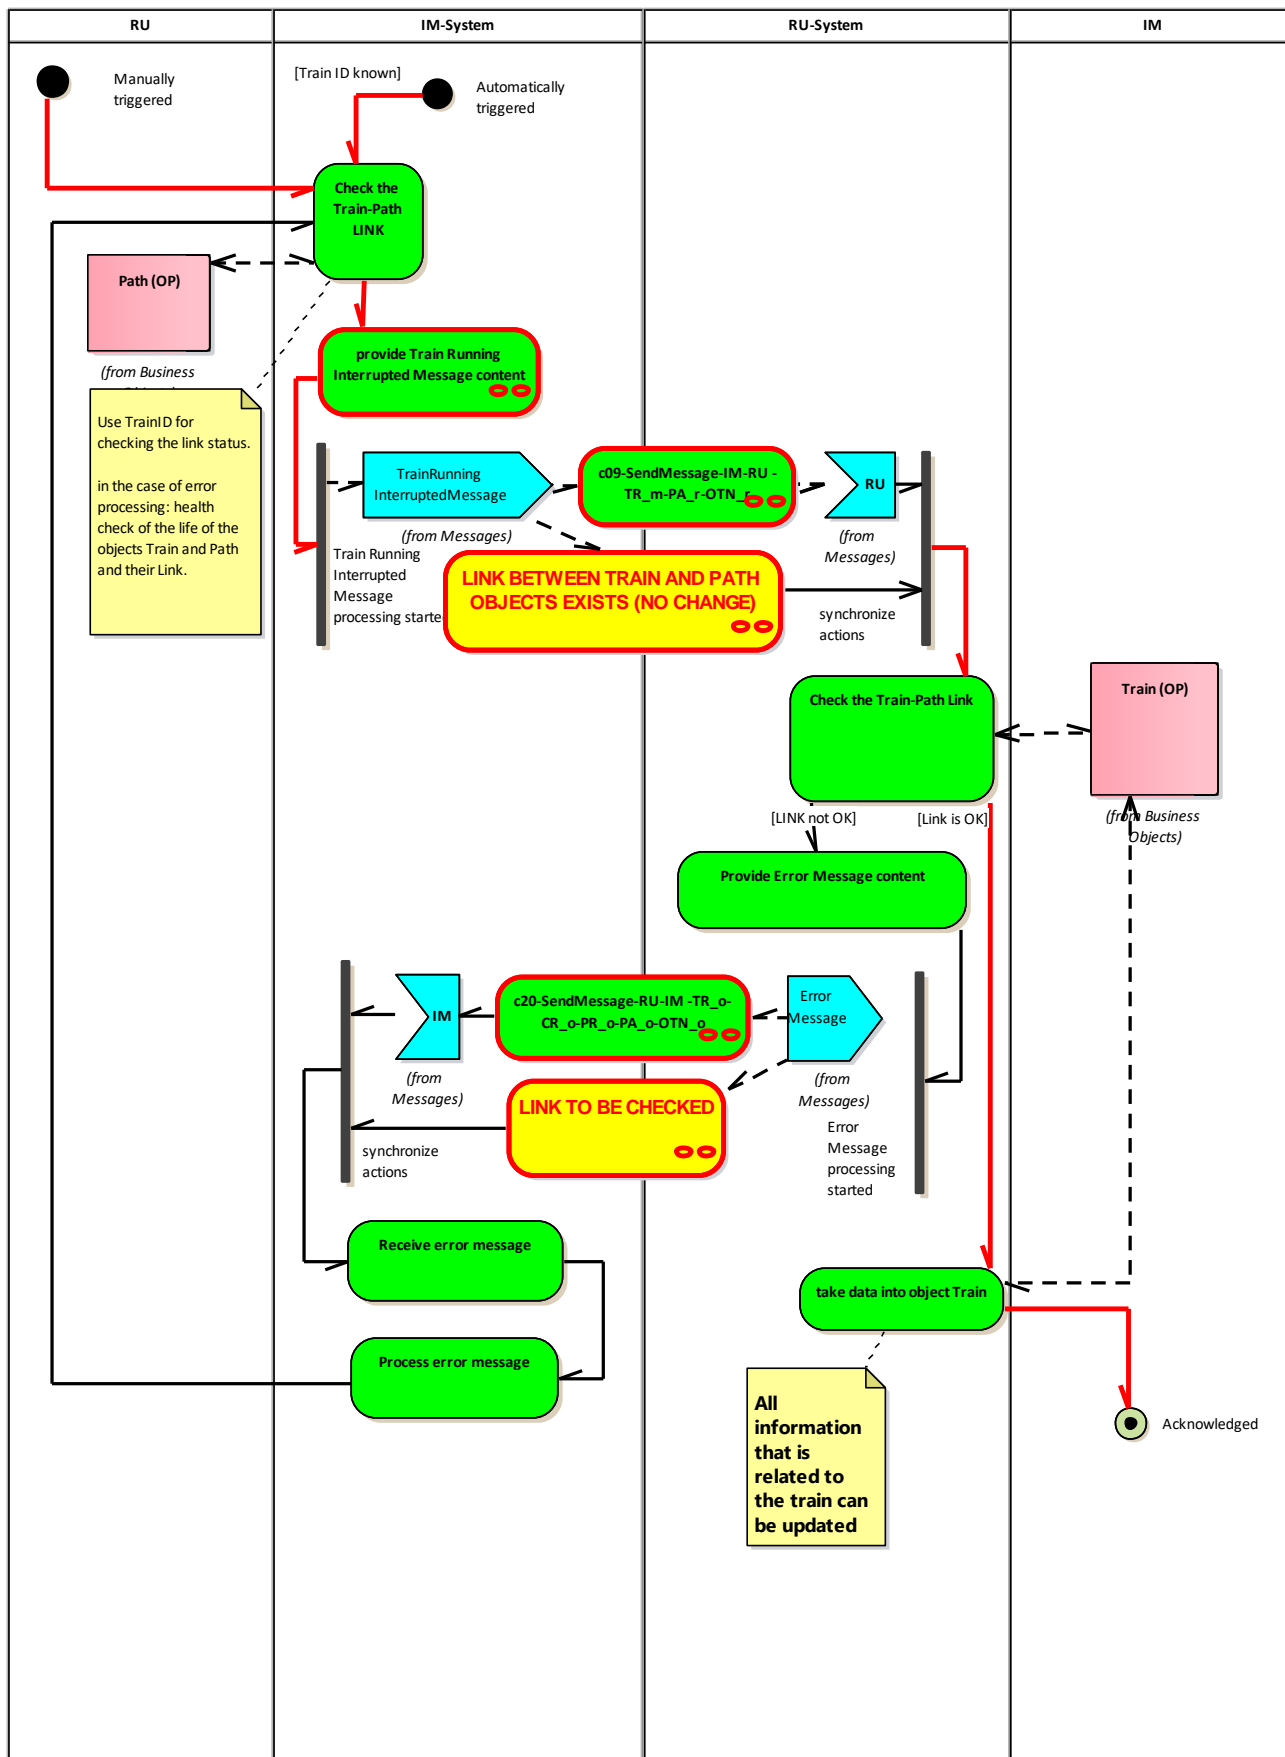 RU
IM-System
RU-System
IM
Manually
triggered
[Train ID known]
Automatically
triggered
Check the
Train-Path
LINK
Path (OP)
(from Business
provide Train Running
Interrupted Message content
Use TrainID for
checking the link status.
in the case of error
processing: health
check of the life of the
objects Train and Path
and their Link.
TrainRunning
InterruptedMessage
(from Messages)
c09-SendMessage-IM-RU -
TR_m-PA_r-OTN_r
RU
(from
Messages)
Train Running
Interrupted
Message
processing starte
LINK BETWEEN TRAIN AND PATH
OBJECTS EXISTS (NO CHANGE)
synchronize
actions
Check the Train-Path Link
Train (OP)
(from Business
Objects)
[LINK not OK]
[Link is OK]
Provide Error Message content
IM
(from
Messages)
c20-SendMessage-RU-IM -TR_o-
CR_o-PR_o-PA_o-OTN_o
Error
Message
(from
Messages)
LINK TO BE CHECKED
synchronize
actions
Error
Message
processing
started
Receive error message
take data into object Train
Process error message
All
information
that is
related to
the train can
be updated
Acknowledged